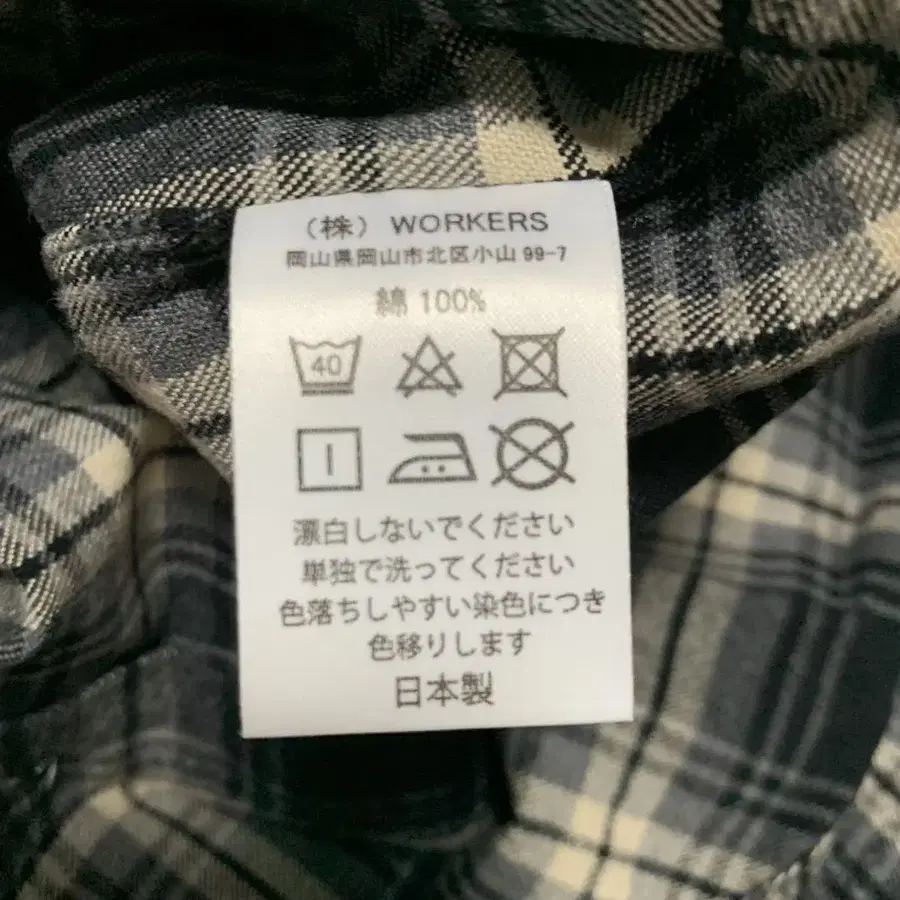 （株） WORKERS
岡山県岡山市北区小山 99-7
綿 100%
40
漂白しないでください
単独で洗ってください
色落ちしやすい染色につき
色移りします
日本製